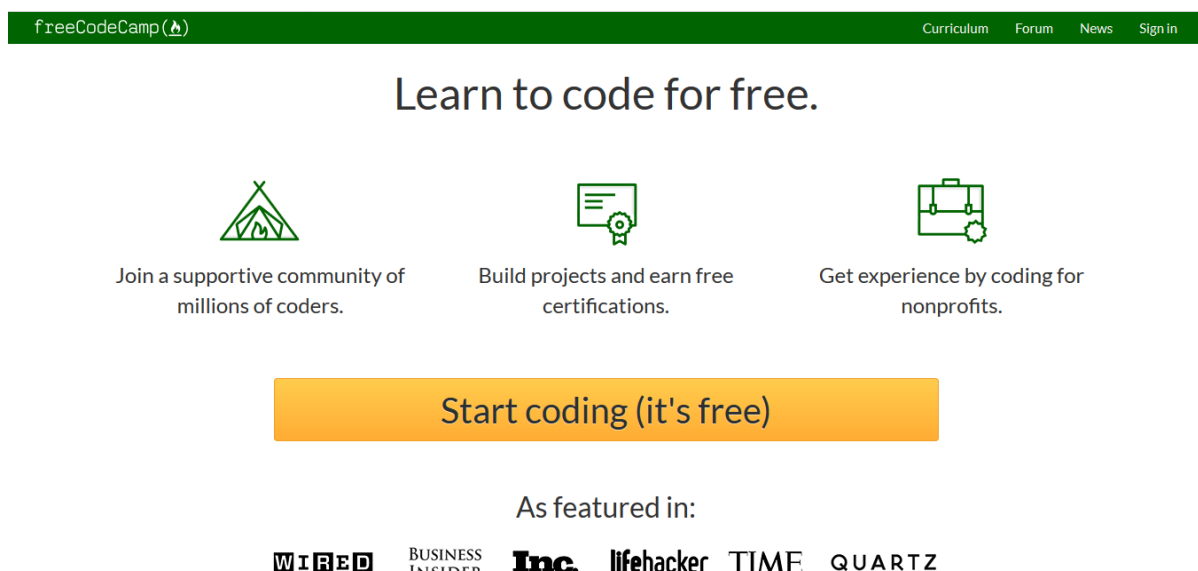 freeCodeCamp
Curriculum Forum News Sign in
Learn to code for free.
Join a supportive community of
millions of coders.
Build projects and earn free
certifications.
Get experience by coding for
nonprofits.
Start coding (it's free)
As featured in:
WIRED
BUSINESS
INSIDER
Inc.
lifehacker
TIME
QUARTZ